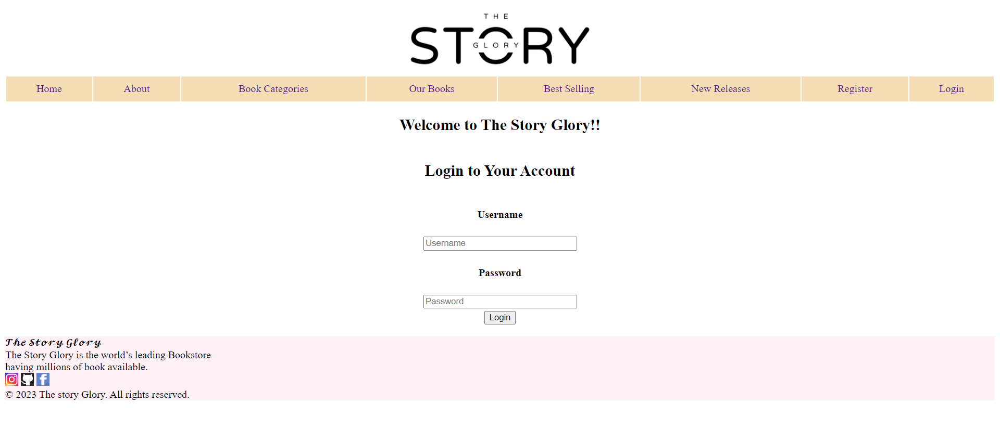 THE
STORY
GLORY
Home About Book Categories Our Books Best Selling New Releases Register Login
Welcome to The Story Glory!!
Login to Your Account
Username
Username
Password
Password
Login
The Story Glory
The Story Glory is the world’s leading Bookstore
having millions of book available.
© 2023 The story Glory. All rights reserved.